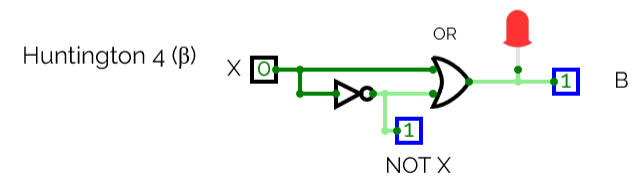 OR
Huntington 4 (β)
X 0
1 B
1
NOT X